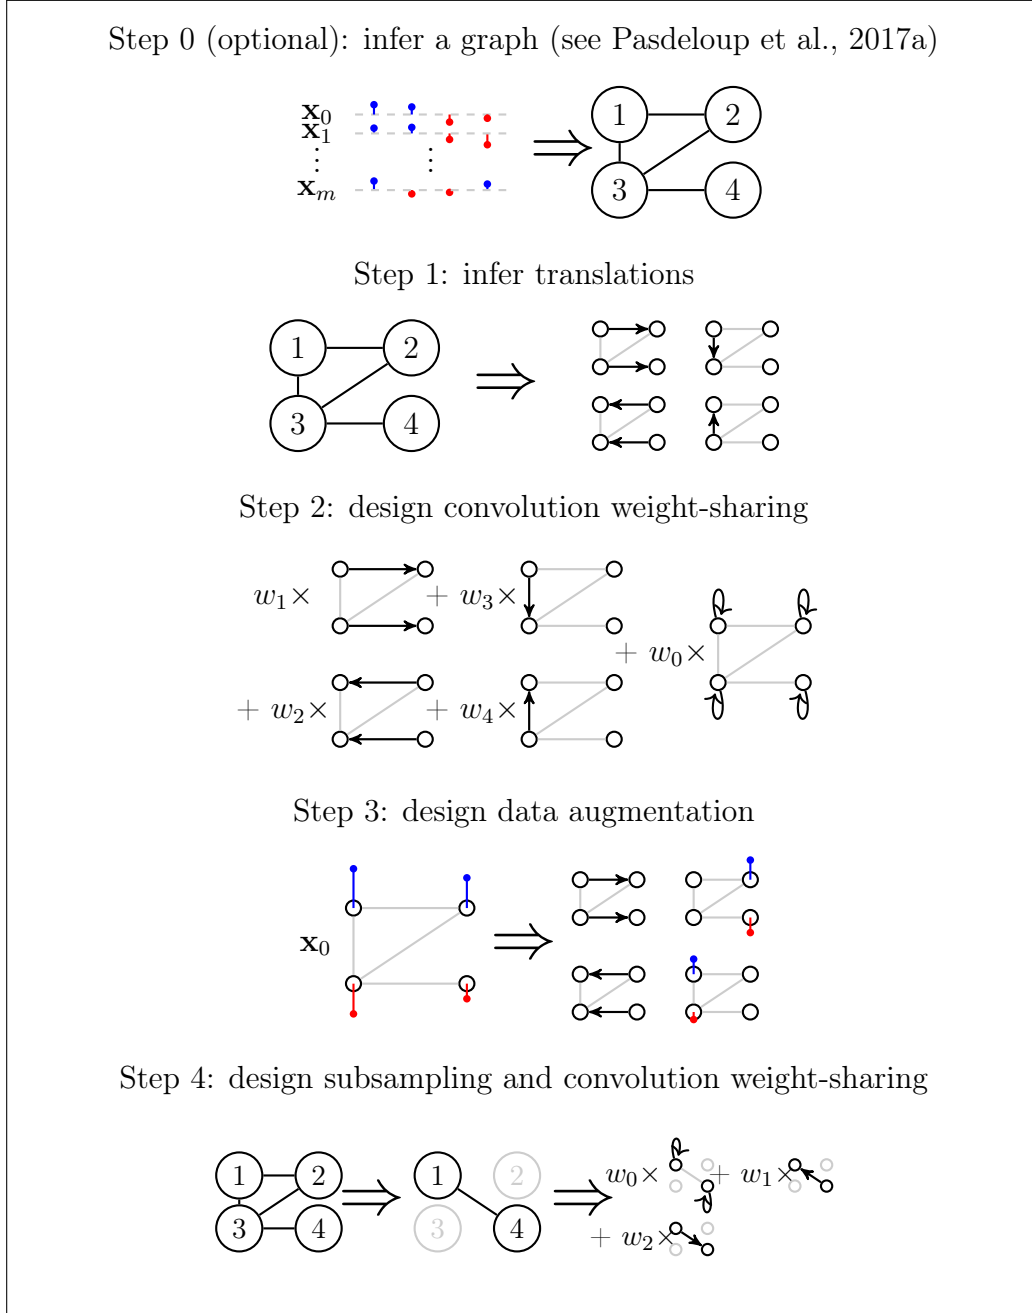 Step 0 (optional): infer a graph (see Pasdeloup et al., 2017a)
x₀
x₁
⋮ ⋮
xₘ
1 2
3 4
Step 1: infer translations
1 2
3 4
Step 2: design convolution weight-sharing
w₁× + w₃×
+ w₀×
+ w₂× + w₄×
Step 3: design data augmentation
x₀
Step 4: design subsampling and convolution weight-sharing
1 2 1 2 w₀× + w₁×
3 4 3 4 + w₂×